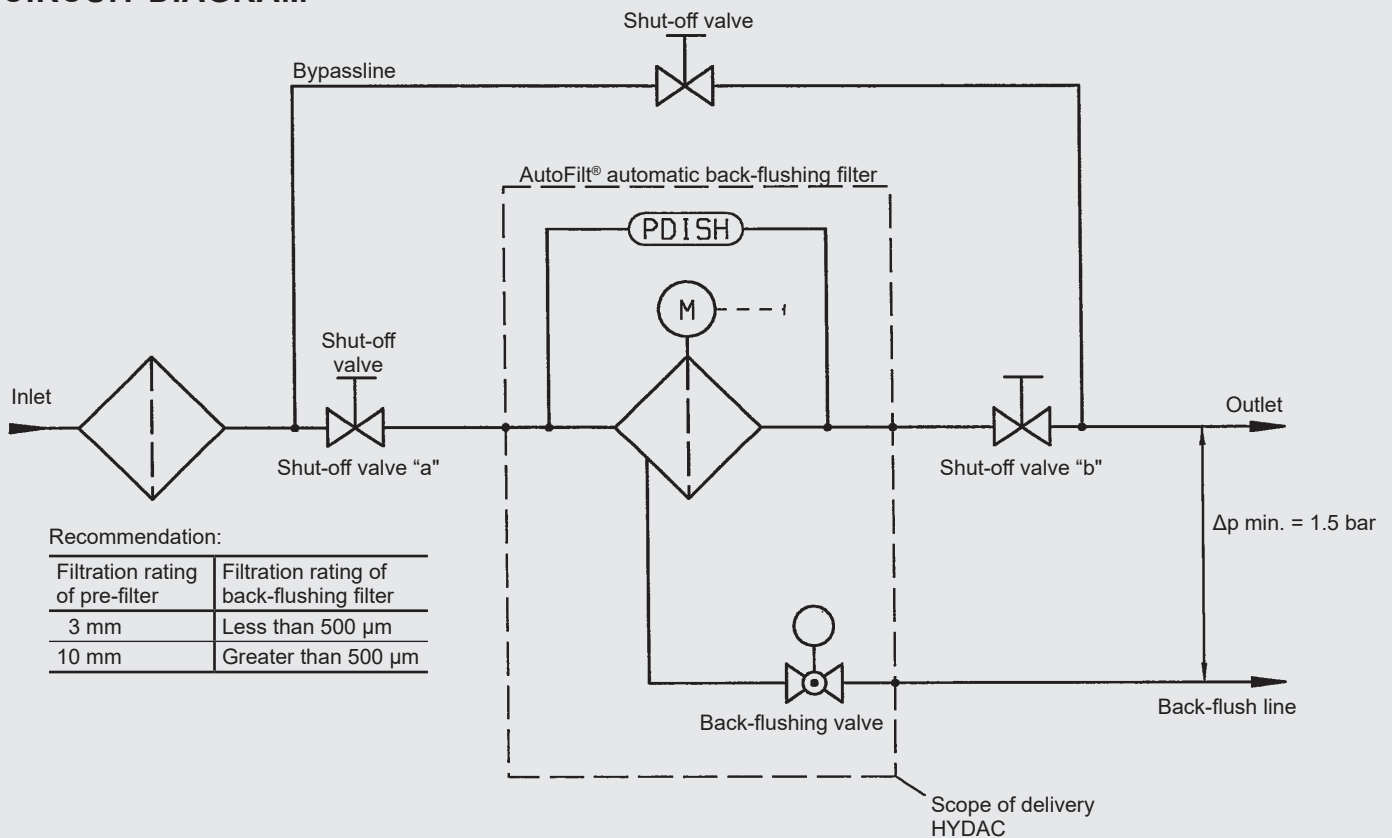 CIRCUIT DIAGRAM
Shut-off valve
Bypassline
AutoFilt® automatic back-flushing filter
PDISH
M
Shut-off
valve
Inlet
Outlet
Shut-off valve “a"
Shut-off valve “b"
Δp min. = 1.5 bar
Recommendation:
Filtration rating
of pre-filter
Filtration rating of
back-flushing filter
3 mm
Less than 500 µm
10 mm
Greater than 500 µm
Back-flushing valve
Back-flush line
Scope of delivery
HYDAC